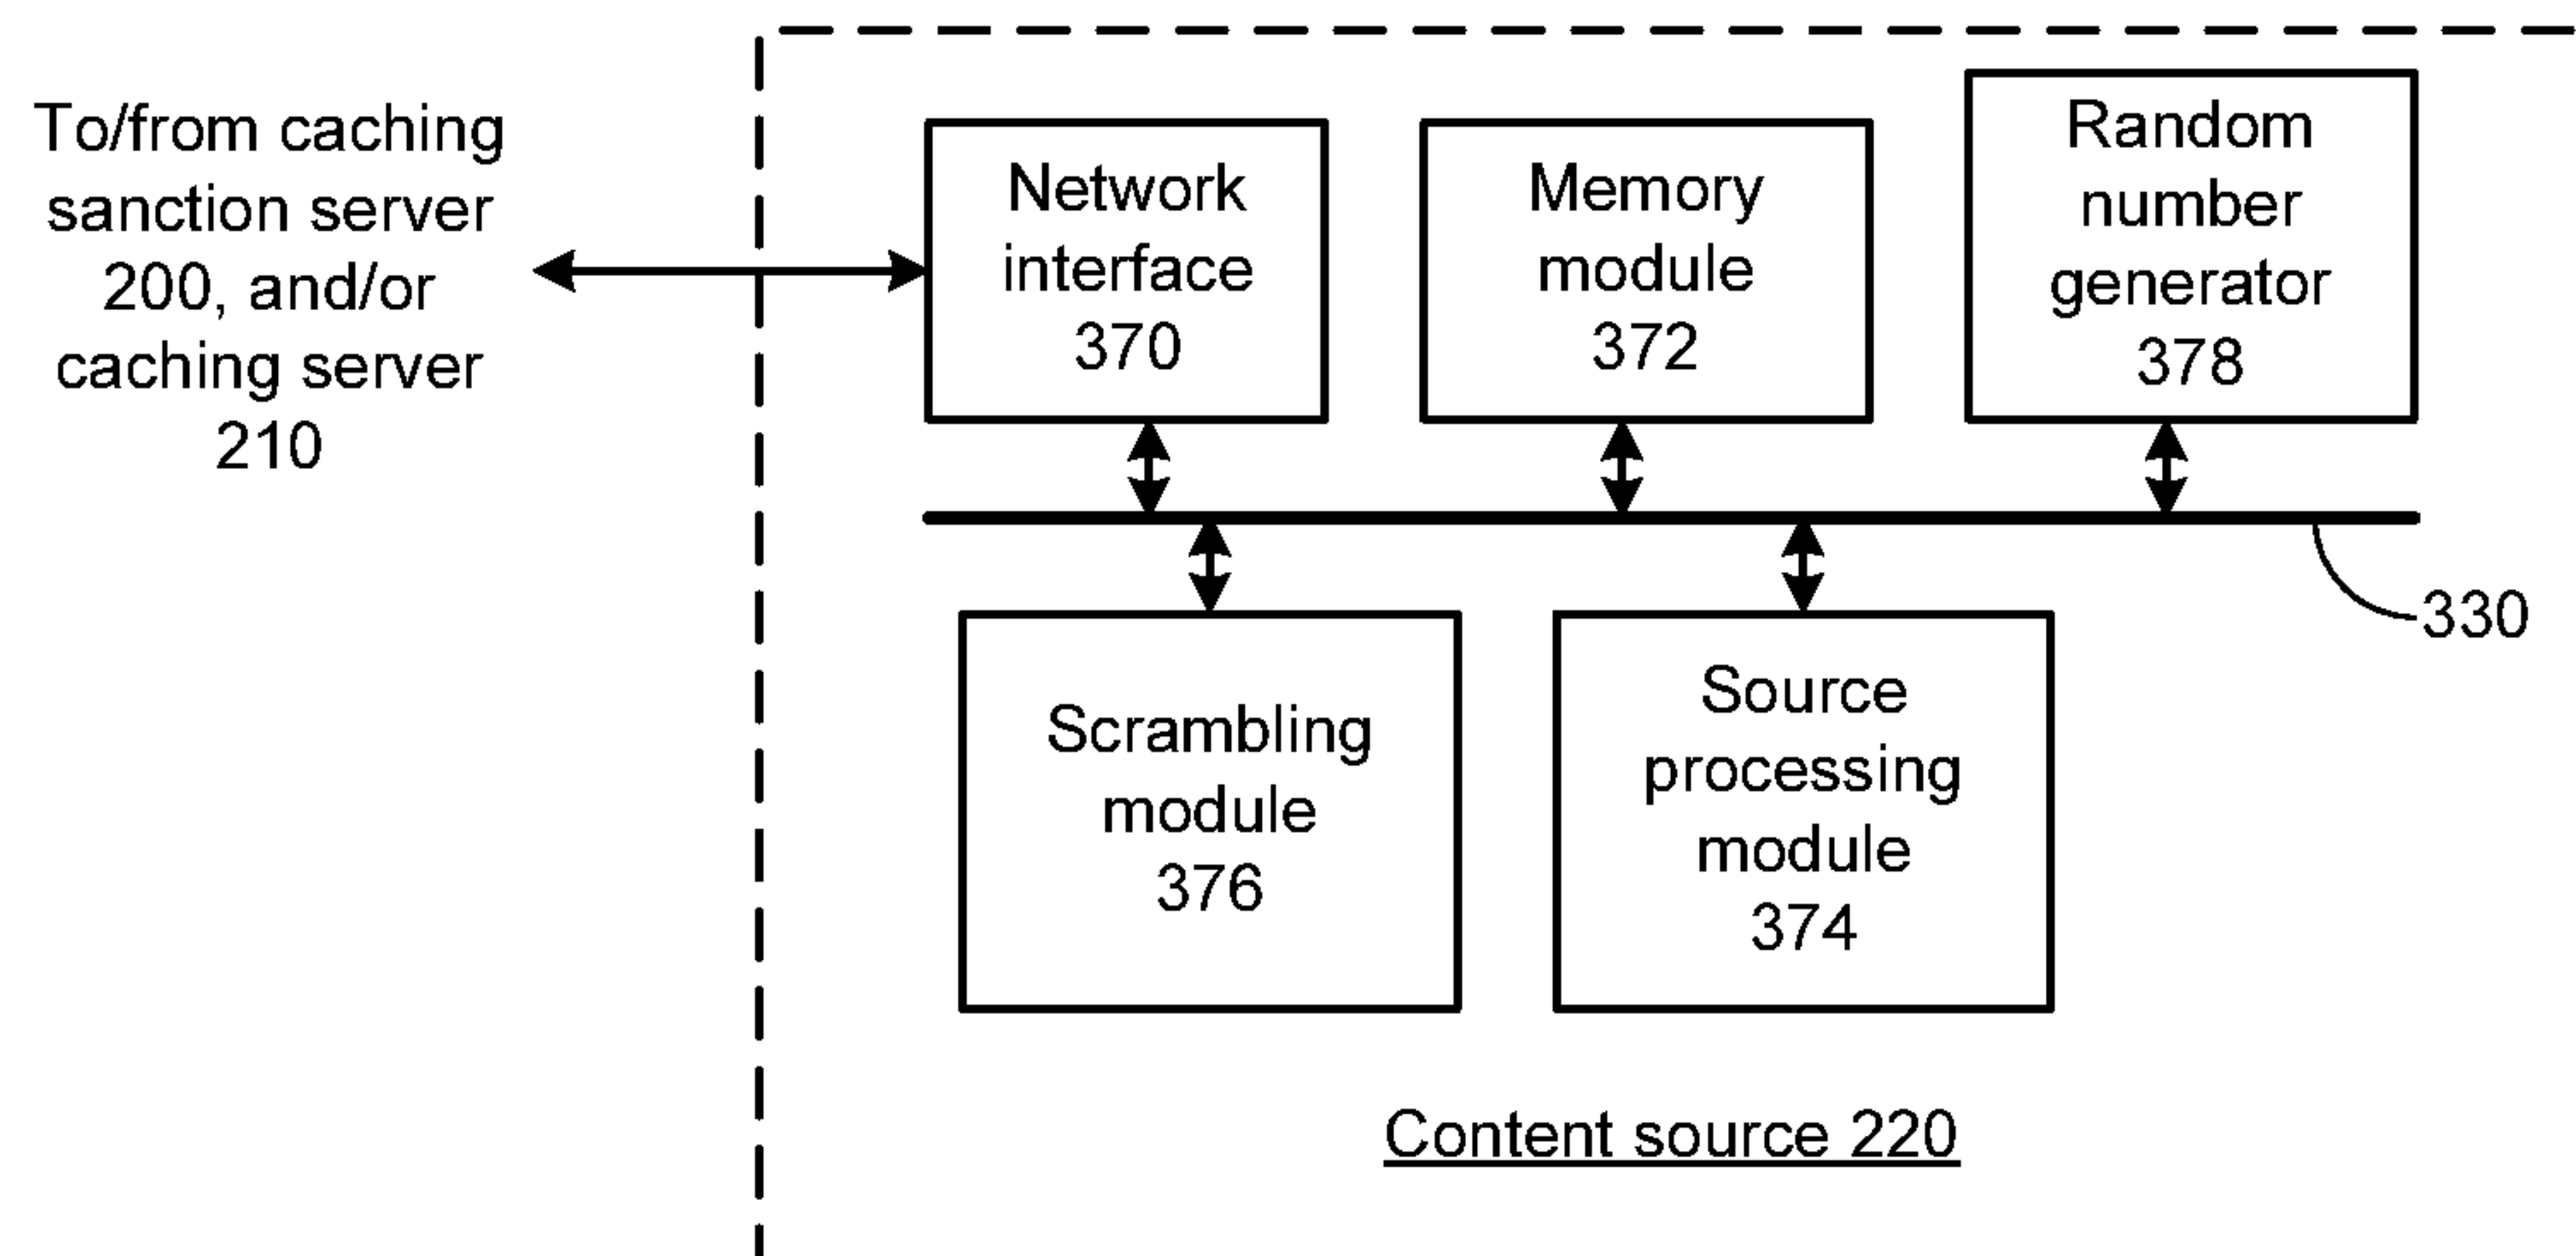 To/from caching
sanction server
200, and/or
caching server
210
Network
interface
370
Memory
module
372
Random
number
generator
378
330
Scrambling
module
376
Source
processing
module
374
Content source 220